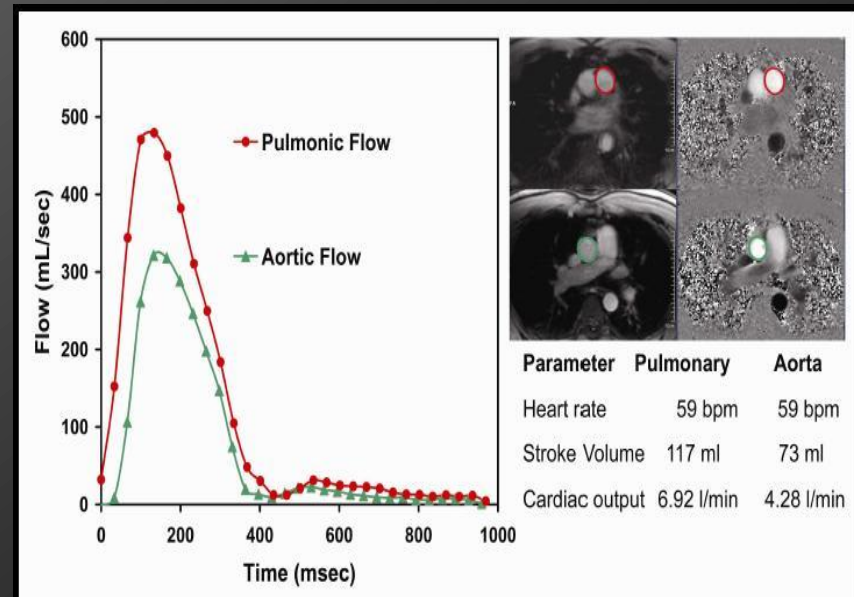 600
500
400
300
200
100
0
Flow (mL/sec)
Pulmonic Flow
Aortic Flow
0 200 400 600 800 1000
Time (msec)
Parameter Pulmonary Aorta
Heart rate 59 bpm 59 bpm
Stroke Volume 117 ml 73 ml
Cardiac output 6.92 l/min 4.28 l/min